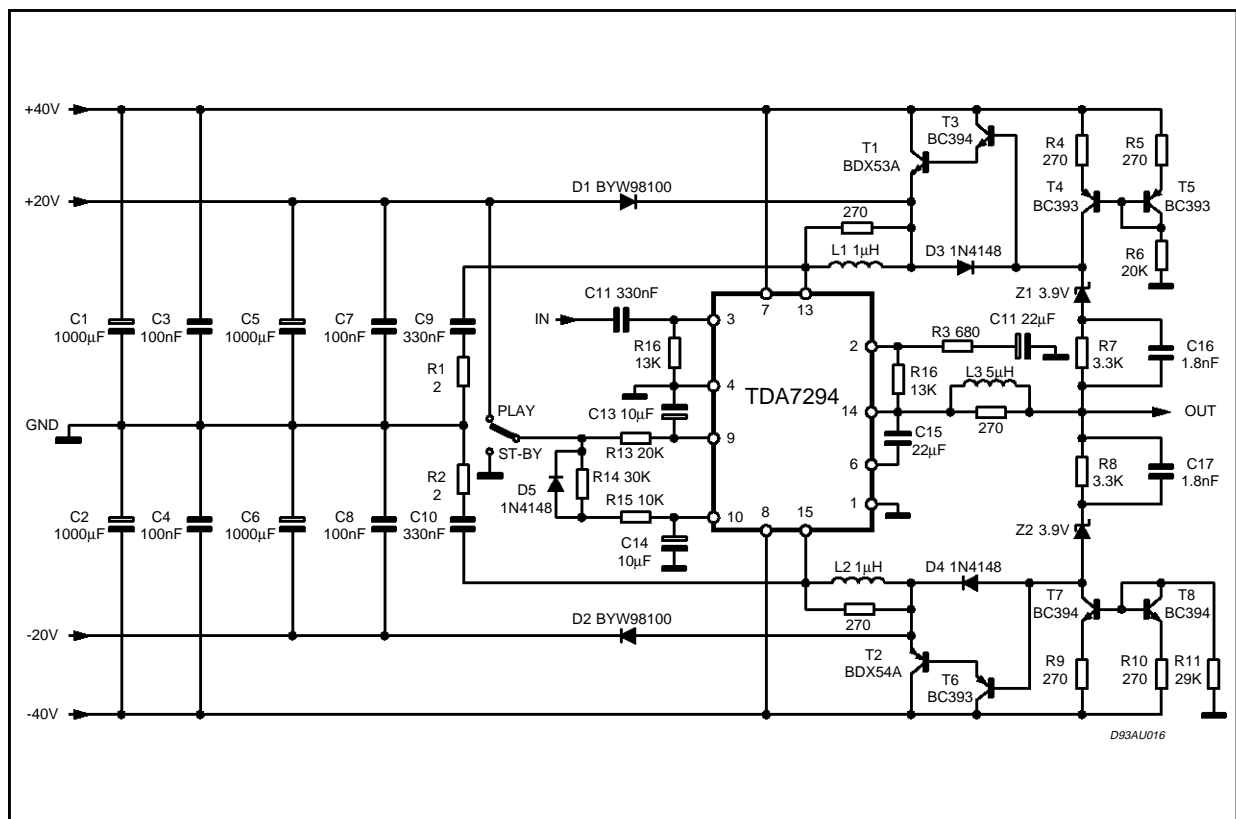 +40V
T3
BC394
T1
BDX53A
R4
270
R5
270
+20V
D1 BYW98100
T4
BC393
T5
BC393
270
L1 1µH
D3 1N4148
R6
20K
C11 330nF
Z1 3.9V
IN
3
7
13
C1
1000µF
C3
100nF
C5
1000µF
C7
100nF
C9
330nF
R16
13K
2
R3 680
C11 22µF
R7
3.3K
C16
1.8nF
R1
2
4
TDA7294
R16
13K
L3 5µH
GND
PLAY
C13 10µF
14
OUT
270
ST-BY
R13 20K
9
C15
22µF
6
R2
2
D5
1N4148
R14 30K
R15 10K
R8
3.3K
C17
1.8nF
C2
1000µF
C4
100nF
C6
1000µF
C8
100nF
C10
330nF
10
8
15
1
C14
10µF
Z2 3.9V
L2 1µH
D4 1N4148
T7
BC394
T8
BC394
270
-20V
D2 BYW98100
T2
BDX54A
T6
BC393
R9
270
R10
270
R11
29K
-40V
D93AU016